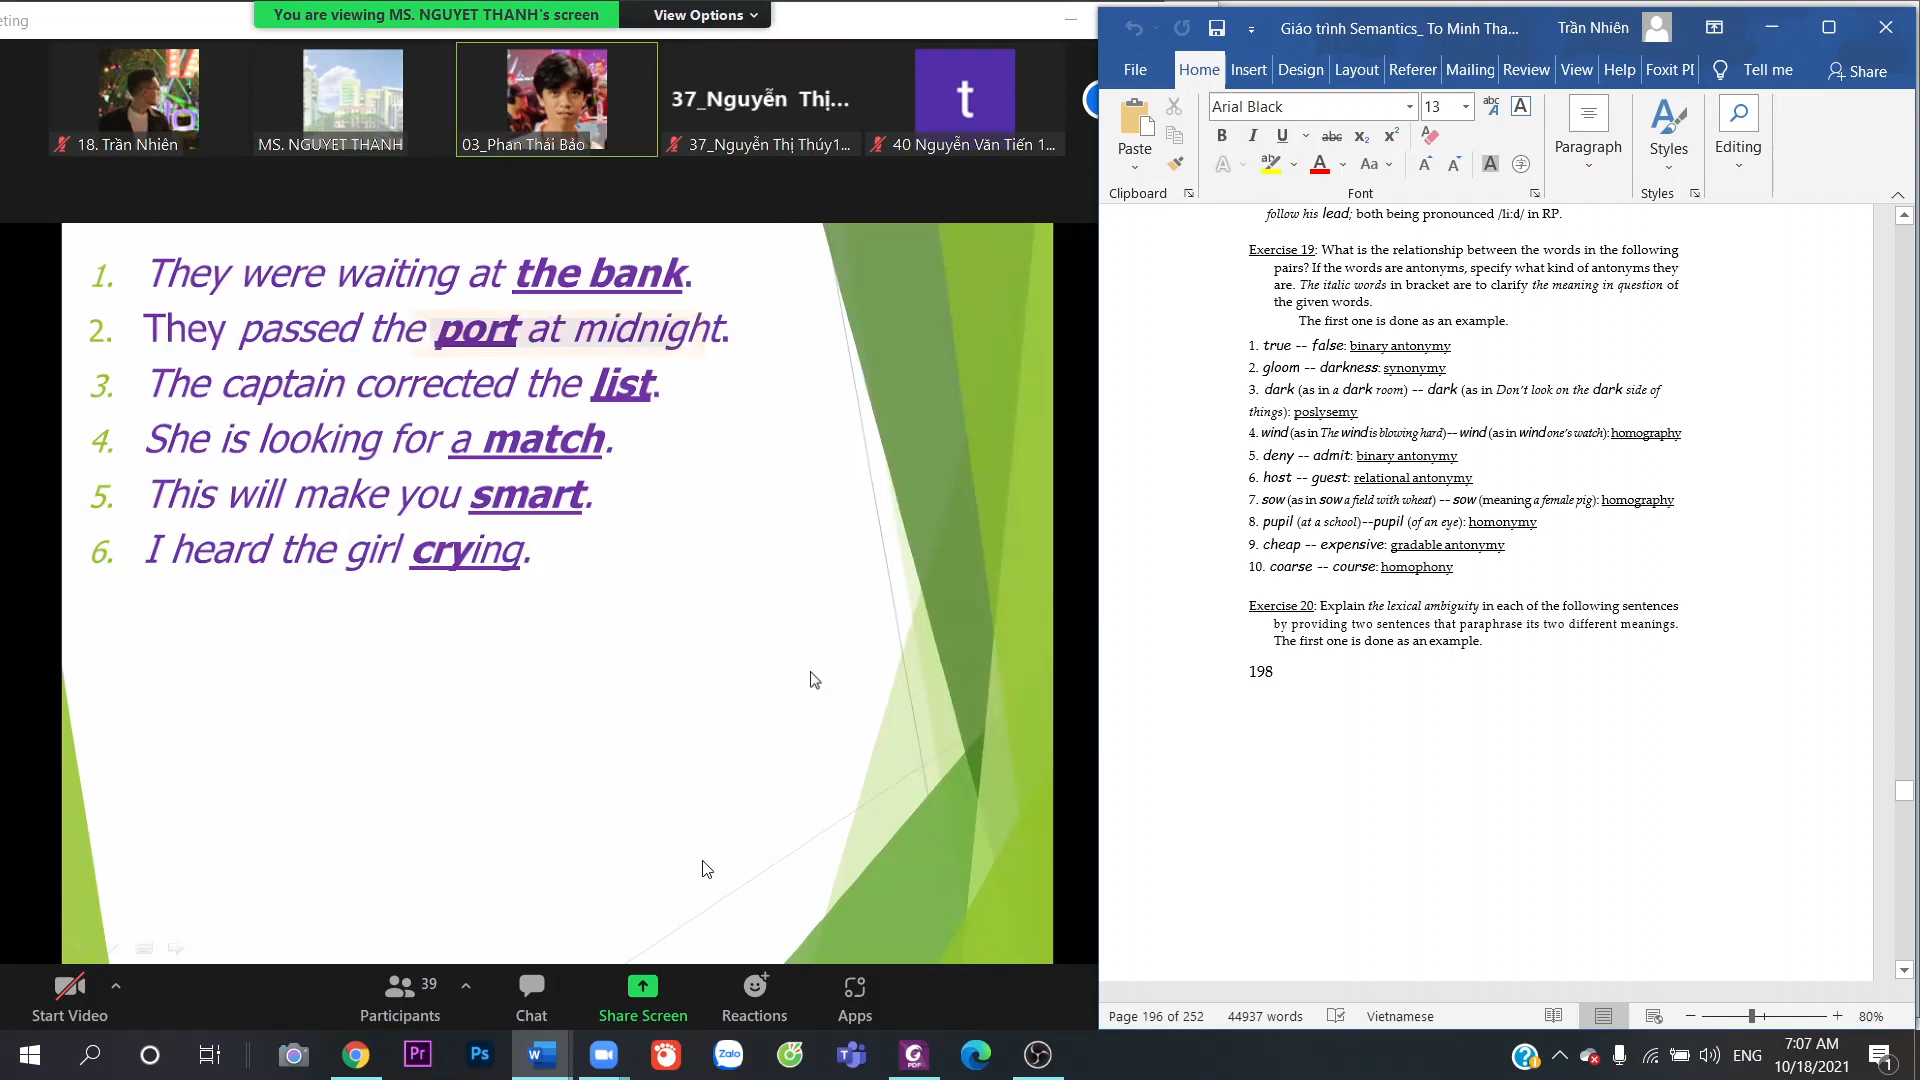 eting
You are viewing MS. NGUYET THANH's screen
View Options
18. Trần Nhiên
MS. NGUYET THANH
03_Phan Thái Bảo
37_Nguyễn Thị...
37_Nguyễn Thị Thúy1...
t
40 Nguyễn Văn Tiến 1...
1. They were waiting at the bank.
2. They passed the port at midnight.
3. The captain corrected the list.
4. She is looking for a match.
5. This will make you smart.
6. I heard the girl crying.
Start Video
39
Participants
Chat
Share Screen
Reactions
Apps
Giáo trình Semantics_ To Minh Tha...
Trần Nhiên
File Home Insert Design Layout Referer Mailing Review View Help Foxit PI Tell me Share
Paste
Clipboard
Arial Black 13
B I U abc x₂ x²
Aa
Font
Paragraph
Styles
Styles
Editing
follow his lead; both being pronounced /li:d/ in RP.
Exercise 19: What is the relationship between the words in the following
pairs? If the words are antonyms, specify what kind of antonyms they
are. The italic words in bracket are to clarify the meaning in question of
the given words.
The first one is done as an example.
1. true -- false: binary antonymy
2. gloom -- darkness: synonymy
3. dark (as in a dark room) -- dark (as in Don't look on the dark side of
things): poslysemy
4. wind (as in The wind is blowing hard)-- wind (as in wind one's watch): homography
5. deny -- admit: binary antonymy
6. host -- guest: relational antonymy
7. sow (as in sow a field with wheat) -- sow (meaning a female pig): homography
8. pupil (at a school)--pupil (of an eye): homonymy
9. cheap -- expensive: gradable antonymy
10. coarse -- course: homophony
Exercise 20: Explain the lexical ambiguity in each of the following sentences
by providing two sentences that paraphrase its two different meanings.
The first one is done as an example.
198
Page 196 of 252 44937 words Vietnamese 80%
Pr
Ps
Zalo
ENG
7:07 AM
10/18/2021
1